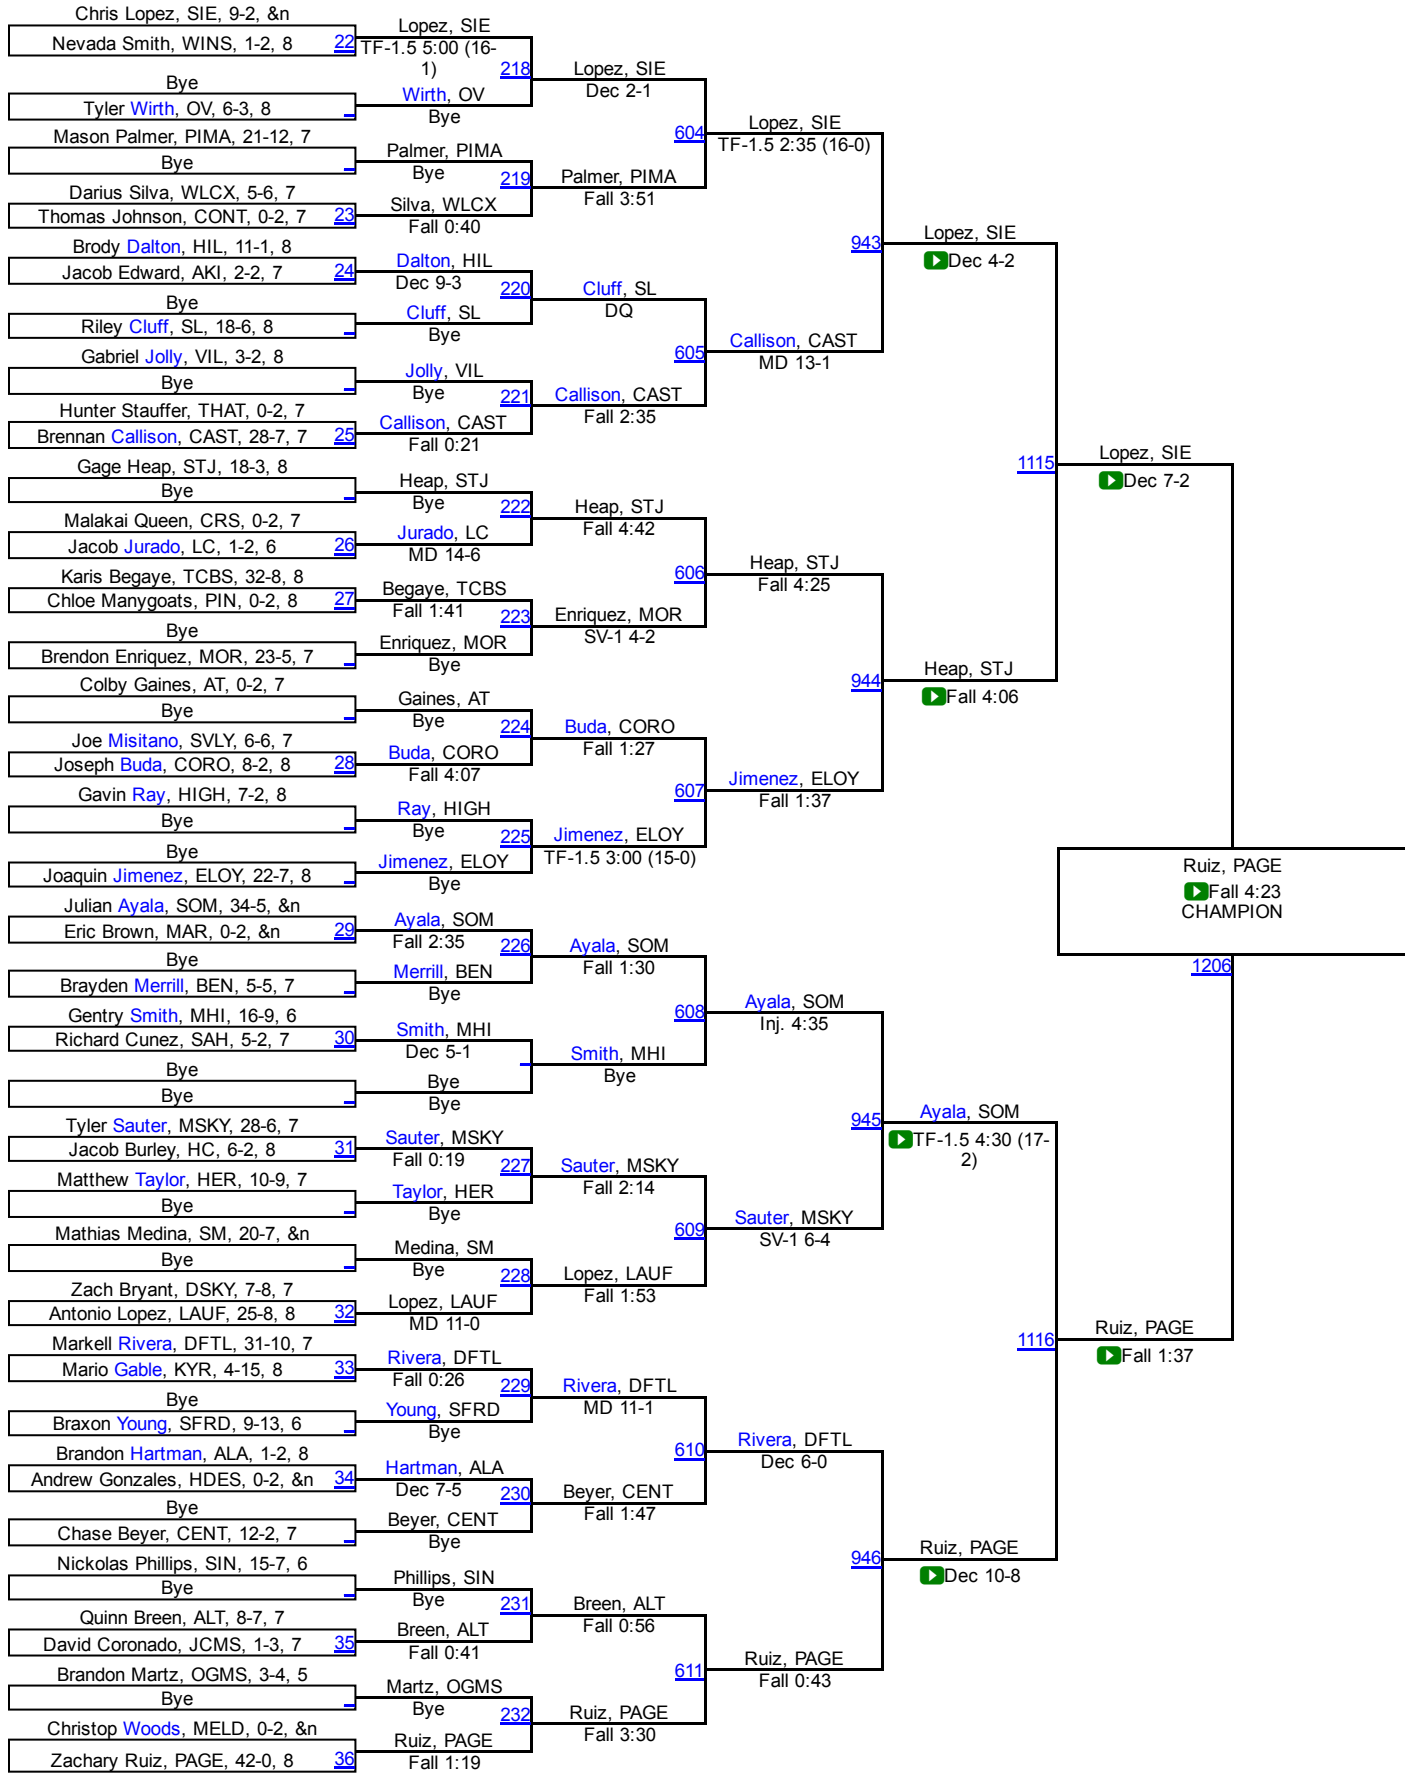 Chris Lopez, SIE, 9-2, &n
Nevada Smith, WINS, 1-2, 8 22
Bye
Tyler Wirth, OV, 6-3, 8
Mason Palmer, PIMA, 21-12, 7
Bye
Darius Silva, WLCX, 5-6, 7
Thomas Johnson, CONT, 0-2, 7 23
Brody Dalton, HIL, 11-1, 8
Jacob Edward, AKI, 2-2, 7 24
Bye
Riley Cluff, SL, 18-6, 8
Gabriel Jolly, VIL, 3-2, 8
Bye
Hunter Stauffer, THAT, 0-2, 7
Brennan Callison, CAST, 28-7, 7 25
Gage Heap, STJ, 18-3, 8
Bye
Malakai Queen, CRS, 0-2, 7
Jacob Jurado, LC, 1-2, 6 26
Karis Begaye, TCBS, 32-8, 8
Chloe Manygoats, PIN, 0-2, 8 27
Bye
Brendon Enriquez, MOR, 23-5, 7
Colby Gaines, AT, 0-2, 7
Bye
Joe Misitano, SVLY, 6-6, 7
Joseph Buda, CORO, 8-2, 8 28
Gavin Ray, HIGH, 7-2, 8
Bye
Bye
Joaquin Jimenez, ELOY, 22-7, 8
Julian Ayala, SOM, 34-5, &n
Eric Brown, MAR, 0-2, &n 29
Bye
Brayden Merrill, BEN, 5-5, 7
Gentry Smith, MHI, 16-9, 6
Richard Cunez, SAH, 5-2, 7 30
Bye
Bye
Tyler Sauter, MSKY, 28-6, 7
Jacob Burley, HC, 6-2, 8 31
Matthew Taylor, HER, 10-9, 7
Bye
Mathias Medina, SM, 20-7, &n
Bye
Zach Bryant, DSKY, 7-8, 7
Antonio Lopez, LAUF, 25-8, 8 32
Markell Rivera, DFTL, 31-10, 7
Mario Gable, KYR, 4-15, 8 33
Bye
Braxon Young, SFRD, 9-13, 6
Brandon Hartman, ALA, 1-2, 8
Andrew Gonzales, HDES, 0-2, &n 34
Bye
Chase Beyer, CENT, 12-2, 7
Nickolas Phillips, SIN, 15-7, 6
Bye
Quinn Breen, ALT, 8-7, 7
David Coronado, JCMS, 1-3, 7 35
Brandon Martz, OGMS, 3-4, 5
Bye
Christop Woods, MELD, 0-2, &n
Zachary Ruiz, PAGE, 42-0, 8 36
Lopez, SIE
TF-1.5 5:00 (16-
1) 218
Wirth, OV
Bye
Palmer, PIMA
Bye 219
Silva, WLCX
Fall 0:40
Dalton, HIL
Dec 9-3 220
Cluff, SL
Bye
Jolly, VIL
Bye 221
Callison, CAST
Fall 0:21
Heap, STJ
Bye 222
Jurado, LC
MD 14-6
Begaye, TCBS
Fall 1:41 223
Enriquez, MOR
Bye
Gaines, AT
Bye 224
Buda, CORO
Fall 4:07
Ray, HIGH
Bye 225
Jimenez, ELOY
Bye
Ayala, SOM
Fall 2:35 226
Merrill, BEN
Bye
Smith, MHI
Dec 5-1
Bye
Bye
Sauter, MSKY
Fall 0:19 227
Taylor, HER
Bye
Medina, SM
Bye 228
Lopez, LAUF
MD 11-0
Rivera, DFTL
Fall 0:26 229
Young, SFRD
Bye
Hartman, ALA
Dec 7-5 230
Beyer, CENT
Bye
Phillips, SIN
Bye 231
Breen, ALT
Fall 0:41
Martz, OGMS
Bye 232
Ruiz, PAGE
Fall 1:19
Lopez, SIE
Dec 2-1
604
Palmer, PIMA
Fall 3:51
Cluff, SL
DQ
605
Callison, CAST
Fall 2:35
Heap, STJ
Fall 4:42
606
Enriquez, MOR
SV-1 4-2
Buda, CORO
Fall 1:27
607
Jimenez, ELOY
TF-1.5 3:00 (15-0)
Ayala, SOM
Fall 1:30
608
Smith, MHI
Bye
Sauter, MSKY
Fall 2:14
609
Lopez, LAUF
Fall 1:53
Rivera, DFTL
MD 11-1
610
Beyer, CENT
Fall 1:47
Breen, ALT
Fall 0:56
611
Ruiz, PAGE
Fall 3:30
Lopez, SIE
TF-1.5 2:35 (16-0)
943
Callison, CAST
MD 13-1
Heap, STJ
Fall 4:25
944
Jimenez, ELOY
Fall 1:37
Ayala, SOM
Inj. 4:35
945
Sauter, MSKY
SV-1 6-4
Rivera, DFTL
Dec 6-0
946
Ruiz, PAGE
Fall 0:43
Lopez, SIE
Dec 4-2
1115
Heap, STJ
Fall 4:06
Ayala, SOM
TF-1.5 4:30 (17-
2)
1116
Ruiz, PAGE
Dec 10-8
Lopez, SIE
Dec 7-2
Ruiz, PAGE
Fall 1:37
Ruiz, PAGE
Fall 4:23
CHAMPION
1206